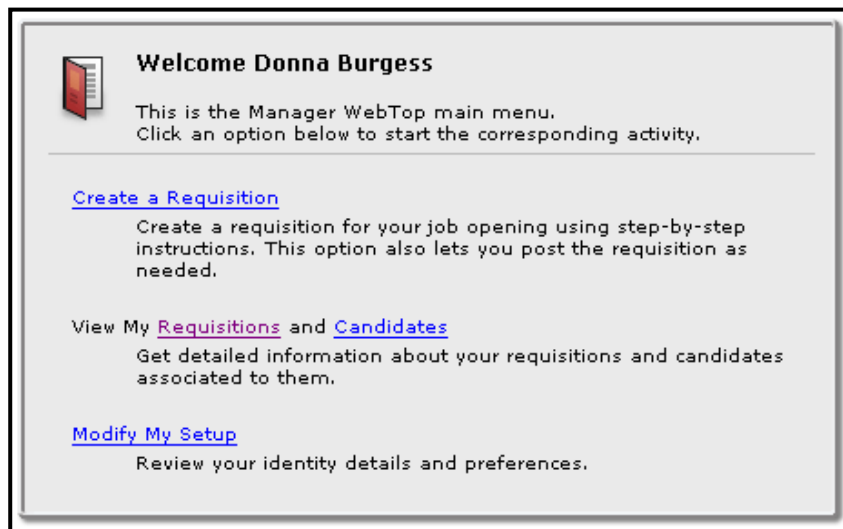 Welcome Donna Burgess
This is the Manager WebTop main menu.
Click an option below to start the corresponding activity.
Create a Requisition
Create a requisition for your job opening using step-by-step
instructions. This option also lets you post the requisition as
needed.
View My Requisitions and Candidates
Get detailed information about your requisitions and candidates
associated to them.
Modify My Setup
Review your identity details and preferences.